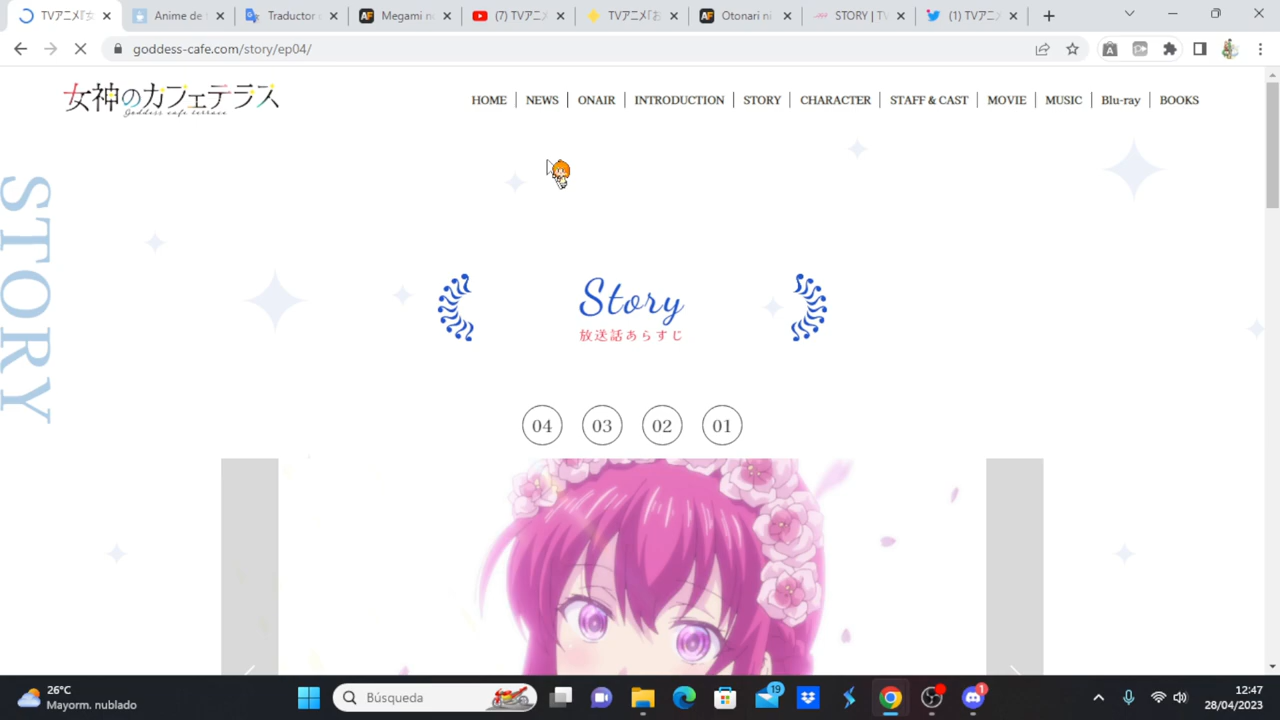 TVアニメ『女
Anime de t
Traductor d
Megami no
(7) TVアニメ
TVアニメ『お
Otonari ni
STORY | TV
(1) TVアニ
goddess-cafe.com/story/ep04/
女神のカフェテラス
Goddess cafe terrace
HOME
NEWS
ONAIR
INTRODUCTION
STORY
CHARACTER
STAFF & CAST
MOVIE
MUSIC
Blu-ray
BOOKS
STORY
Story
放送話あらすじ
04
03
02
01
26°C
Mayorm. nublado
Búsqueda
19
1
12:47
28/04/2023